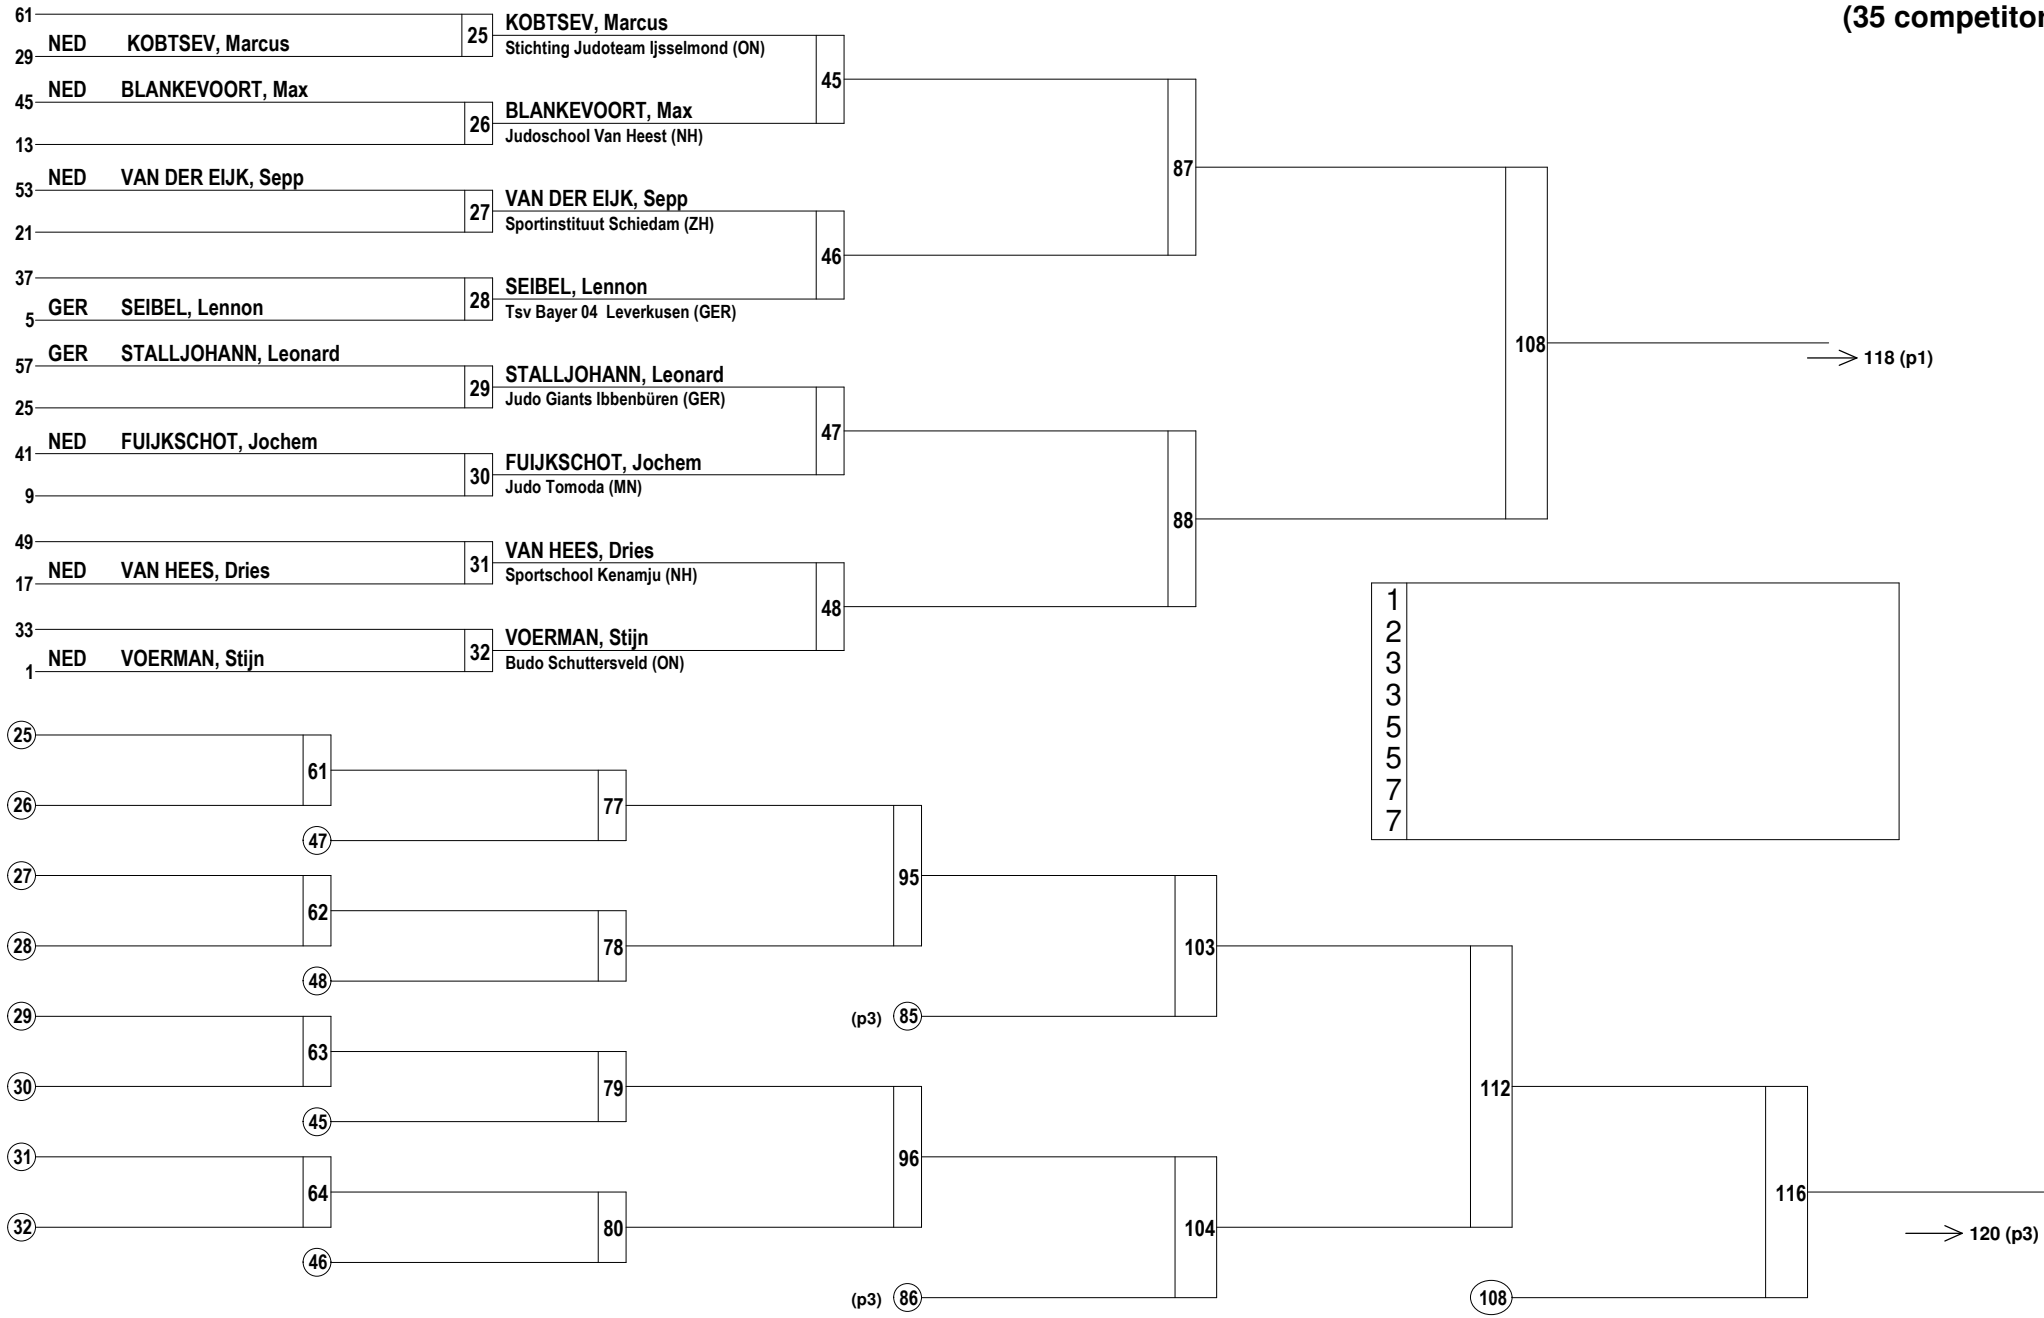 (35 competitor
61
NED KOBTSEV, Marcus
29
25
KOBTSEV, Marcus
Stichting Judoteam Ijsselmond (ON)
45
NED BLANKEVOORT, Max
45
13
26
BLANKEVOORT, Max
Judoschool Van Heest (NH)
87
NED VAN DER EIJK, Sepp
53
21
27
VAN DER EIJK, Sepp
Sportinstituut Schiedam (ZH)
46
37
GER SEIBEL, Lennon
5
28
SEIBEL, Lennon
Tsv Bayer 04 Leverkusen (GER)
108
118 (p1)
GER STALLJOHANN, Leonard
57
25
29
STALLJOHANN, Leonard
Judo Giants Ibbenbüren (GER)
47
NED FUIJKSCHOT, Jochem
41
9
30
FUIJKSCHOT, Jochem
Judo Tomoda (MN)
88
49
NED VAN HEES, Dries
17
31
VAN HEES, Dries
Sportschool Kenamju (NH)
48
33
NED VOERMAN, Stijn
1
32
VOERMAN, Stijn
Budo Schuttersveld (ON)
1
2
3
3
5
5
7
7
25
61
26
77
47
27
95
62
28
78
103
48
29
(p3) 85
63
30
79
112
45
31
96
64
116
32
80
104
120 (p3)
46
(p3) 86
108